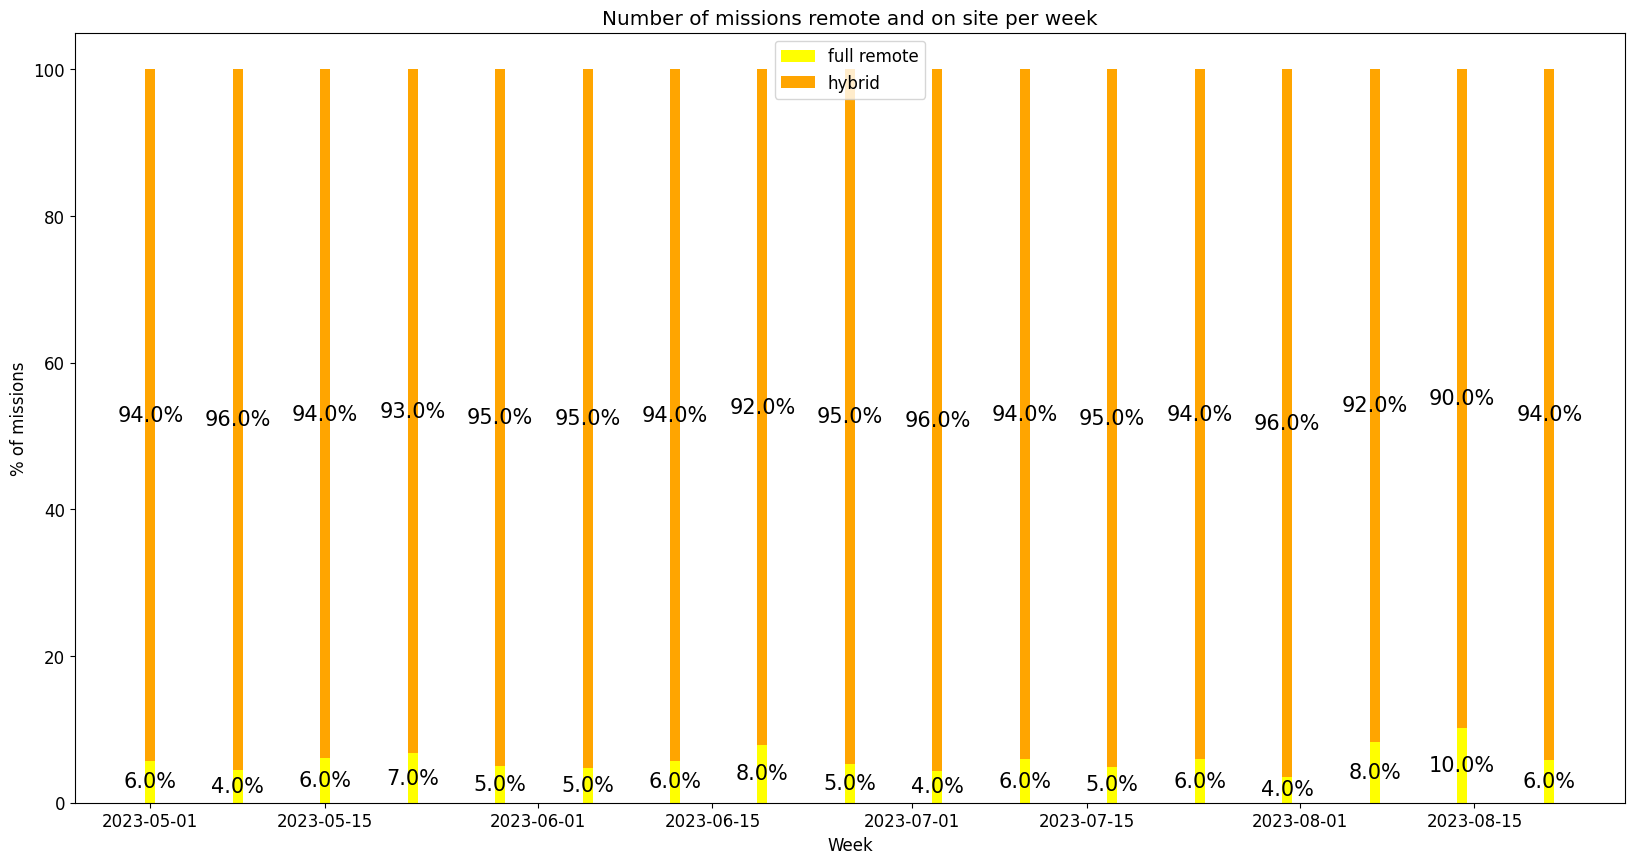 Number of missions remote and on site per week
full remote
hybrid
100
80
60
40
20
0
% of missions
94.0% 96.0% 94.0% 93.0% 95.0% 95.0% 94.0% 92.0% 95.0% 96.0% 94.0% 95.0% 94.0% 96.0% 92.0% 90.0% 94.0%
6.0% 4.0% 6.0% 7.0% 5.0% 5.0% 6.0% 8.0% 5.0% 4.0% 6.0% 5.0% 6.0% 4.0% 8.0% 10.0% 6.0%
2023-05-01 2023-05-15 2023-06-01 2023-06-15 2023-07-01 2023-07-15 2023-08-01 2023-08-15
Week